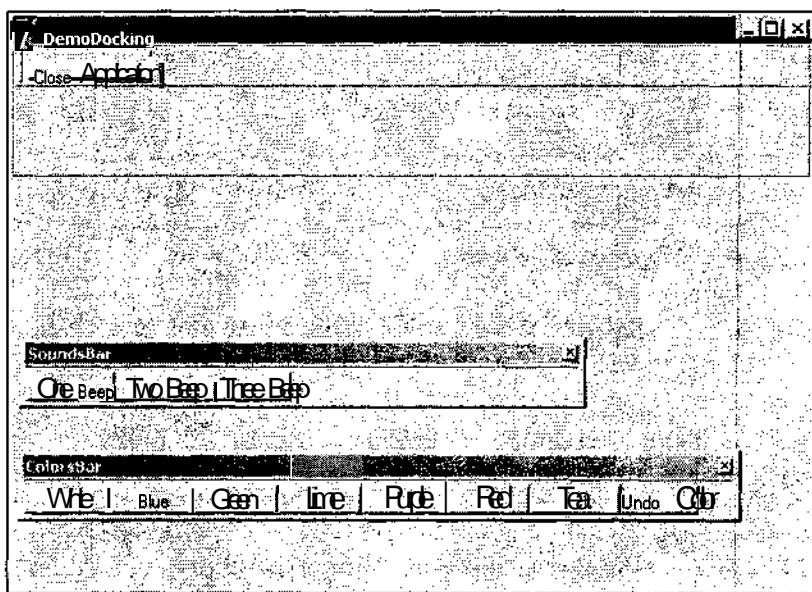 DemoDocking
Close Application
SoundsBar
One Beep Two Beep Three Beep
ColorsBar
White Blue Green Lime Purple Red Teal Undo Color